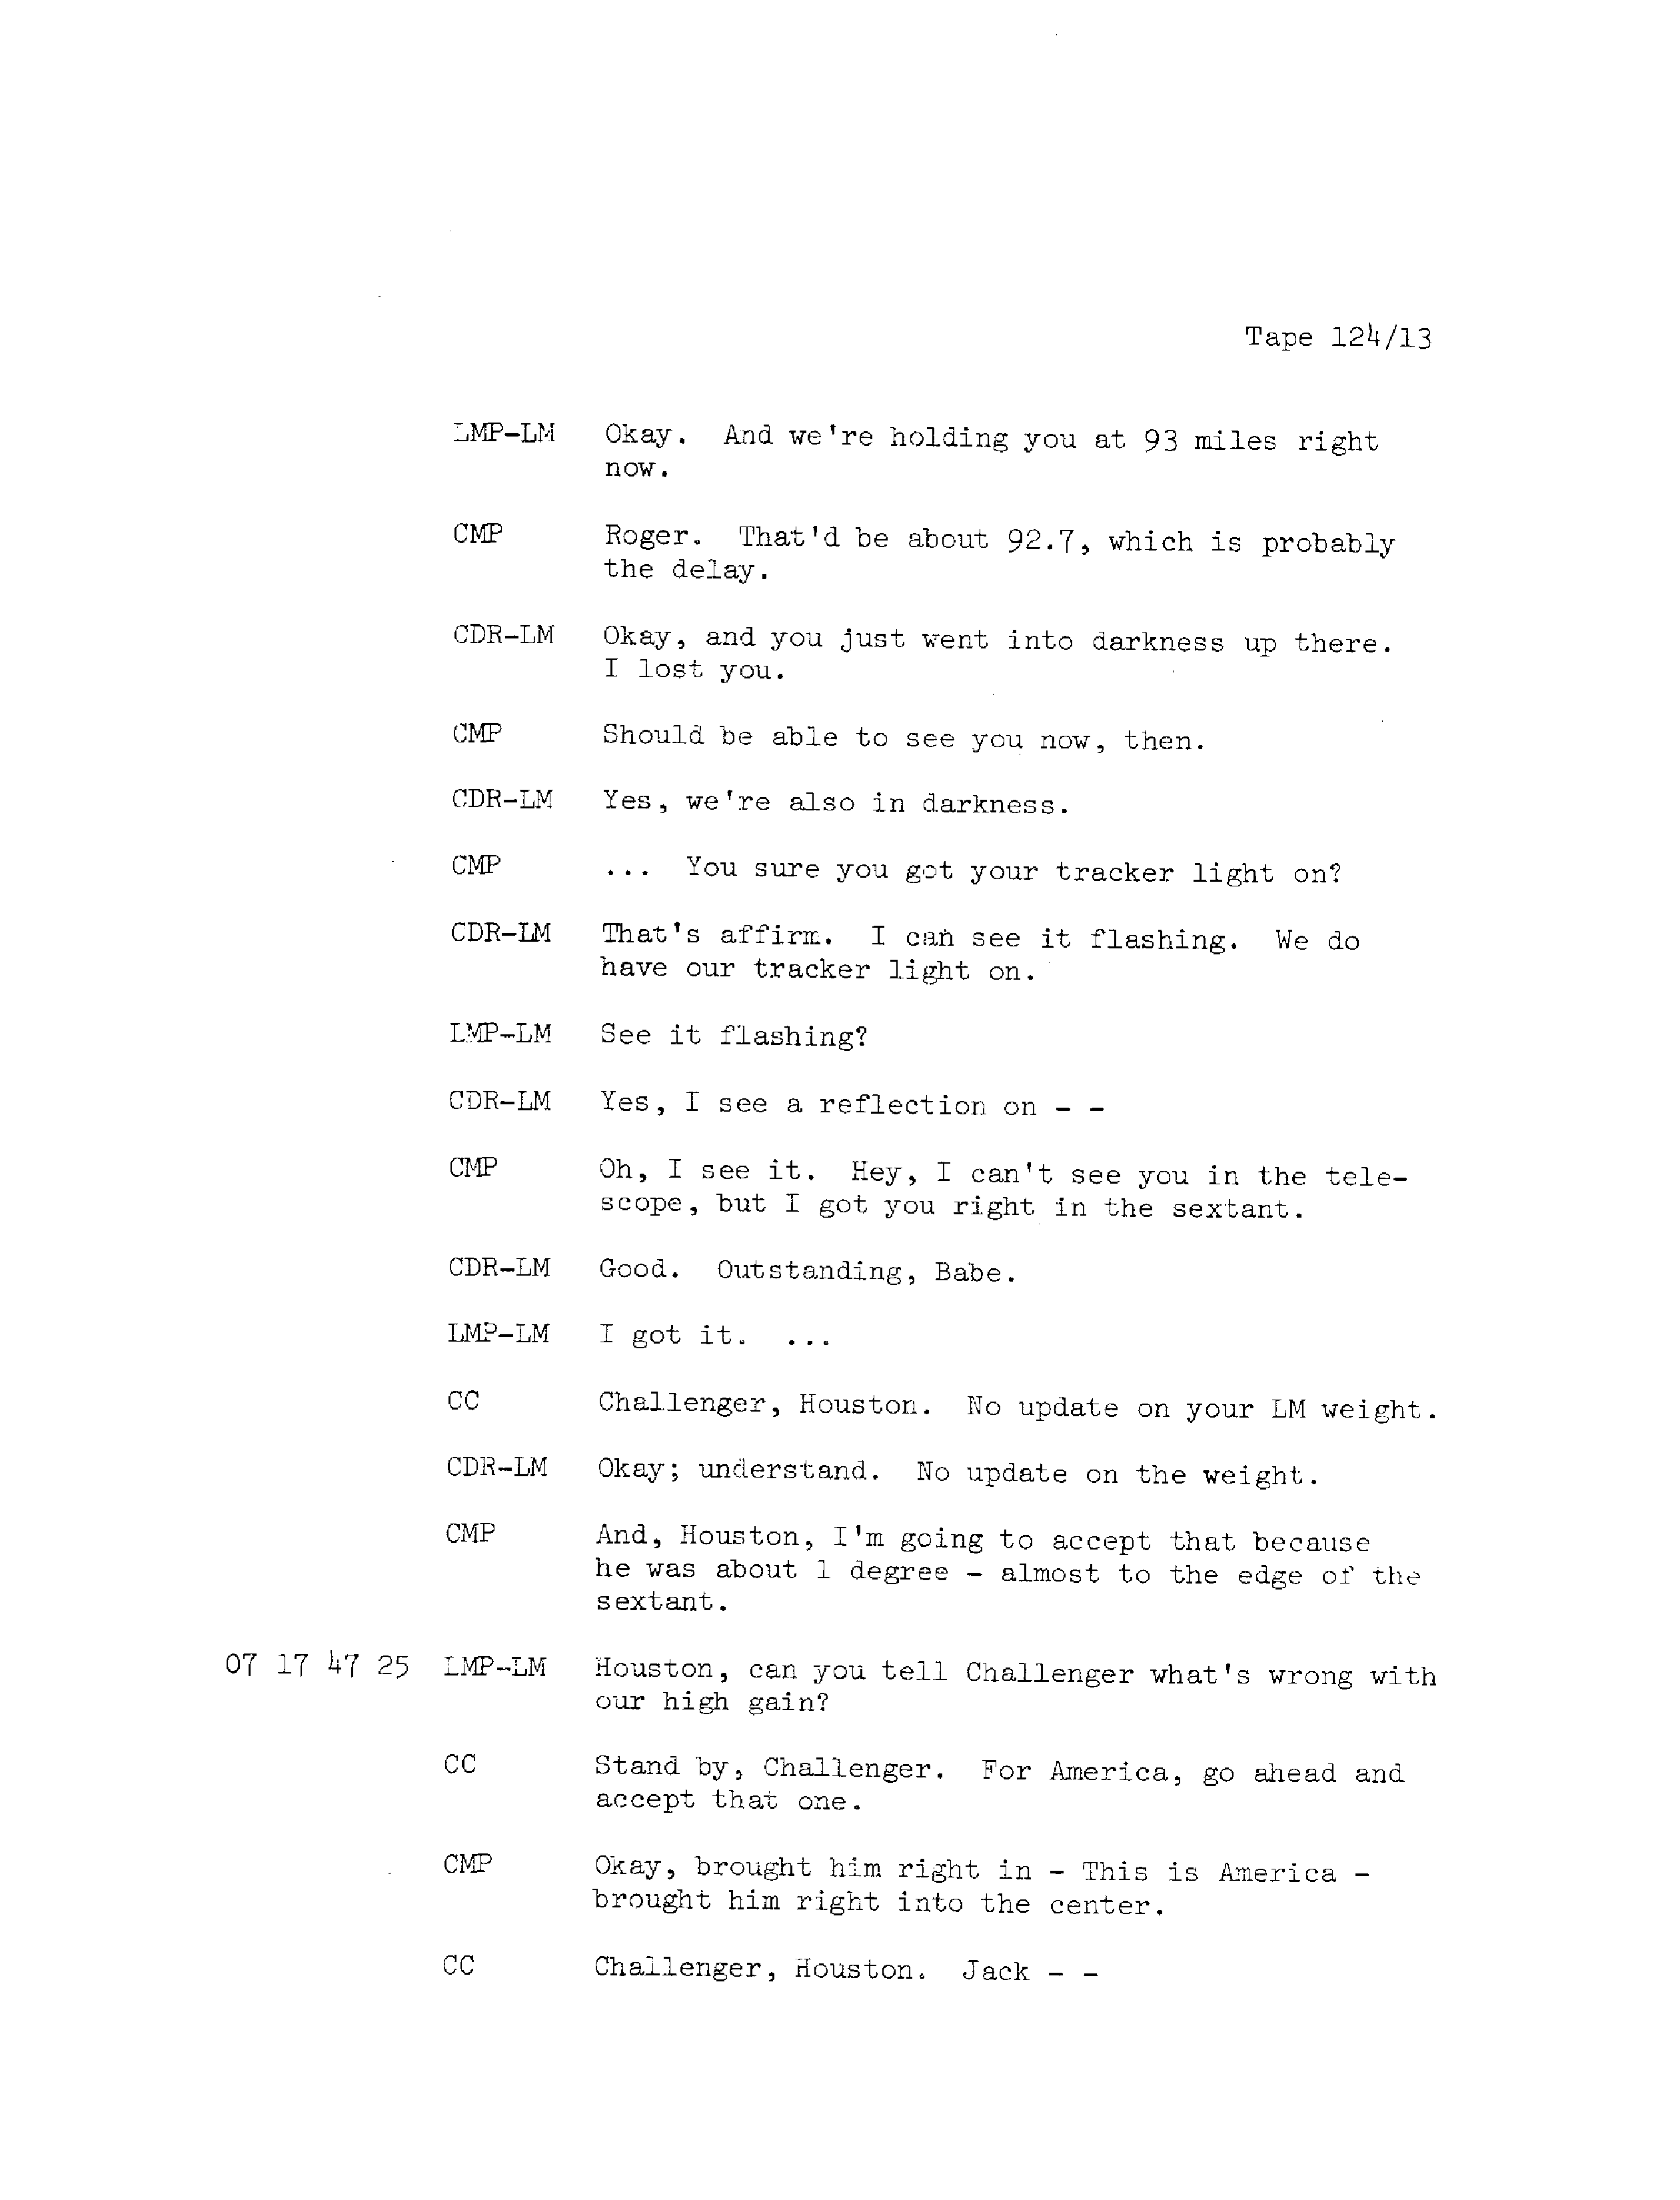 Tape 124/13
LMP-LM Okay. And we're holding you at 93 miles right
now.
CMP Roger. That'd be about 92.7, which is probably
the delay.
CDR-LM Okay, and you just went into darkness up there.
I lost you.
CMP Should be able to see you now, then.
CDR-LM Yes, we're also in darkness.
CMP ... You sure you got your tracker light on?
CDR-LM That's affirm. I can see it flashing. We do
have our tracker light on.
LMP-LM See it flashing?
CDR-LM Yes, I see a reflection on - -
CMP Oh, I see it. Hey, I can't see you in the tele-
scope, but I got you right in the sextant.
CDR-LM Good. Outstanding, Babe.
LMP-LM I got it. ...
CC Challenger, Houston. No update on your LM weight.
CDR-LM Okay; understand. No update on the weight.
CMP And, Houston, I'm going to accept that because
he was about 1 degree - almost to the edge of the
sextant.
07 17 47 25 LMP-LM Houston, can you tell Challenger what's wrong with
our high gain?
CC Stand by, Challenger. For America, go ahead and
accept that one.
CMP Okay, brought him right in - This is America -
brought him right into the center.
CC Challenger, Houston. Jack - -